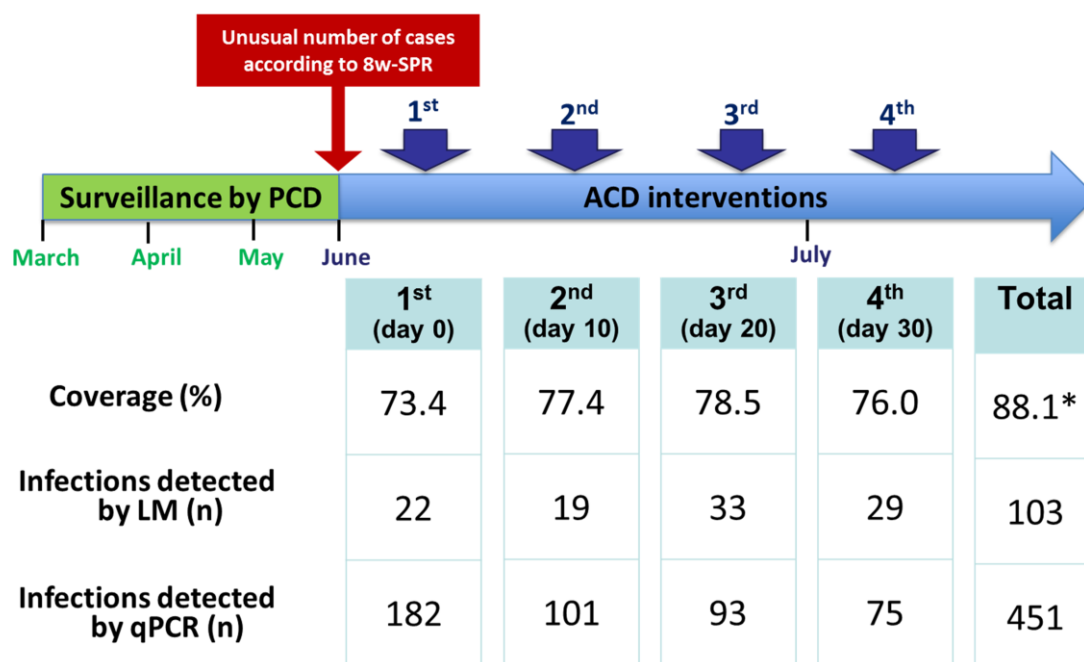 Unusual number of cases
according to 8w-SPR
1st
2nd
3rd
4th
Surveillance by PCD
ACD interventions
March
April
May
June
July
1st
(day 0)
2nd
(day 10)
3rd
(day 20)
4th
(day 30)
Total
Coverage (%)
73.4
77.4
78.5
76.0
88.1*
Infections detected
by LM (n)
22
19
33
29
103
Infections detected
by qPCR (n)
182
101
93
75
451